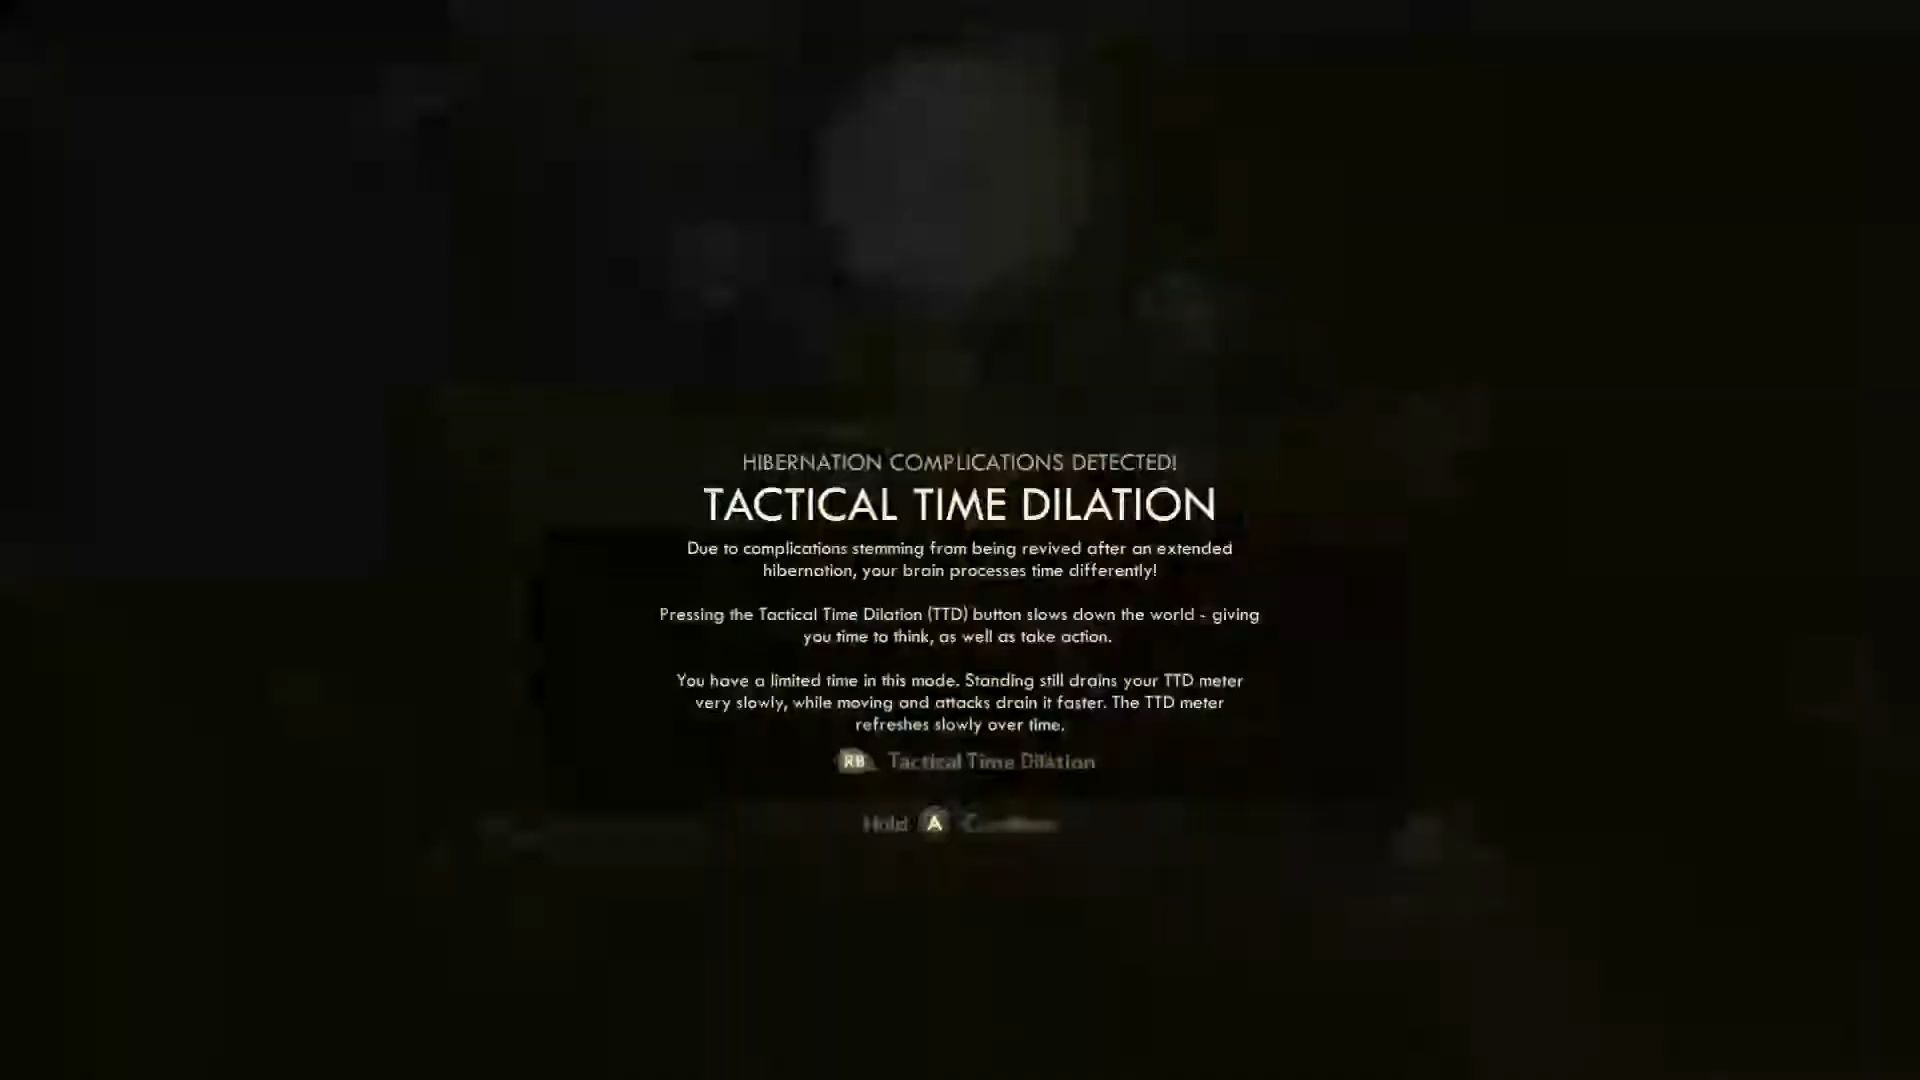 HIBERNATION COMPLICATIONS DETECTED!
TACTICAL TIME DILATION
Due to complications stemming from being revived after an extended
hibernation, your brain processes time differently!
Pressing the Tactical Time Dilation (TTD) button slows down the world - giving
you time to think, as well as take action.
You have a limited time in this mode. Standing still drains your TTD meter
very slowly, while moving and attacks drain it faster. The TTD meter
refreshes slowly over time.
RB Tactical Time Dilation
Hold A